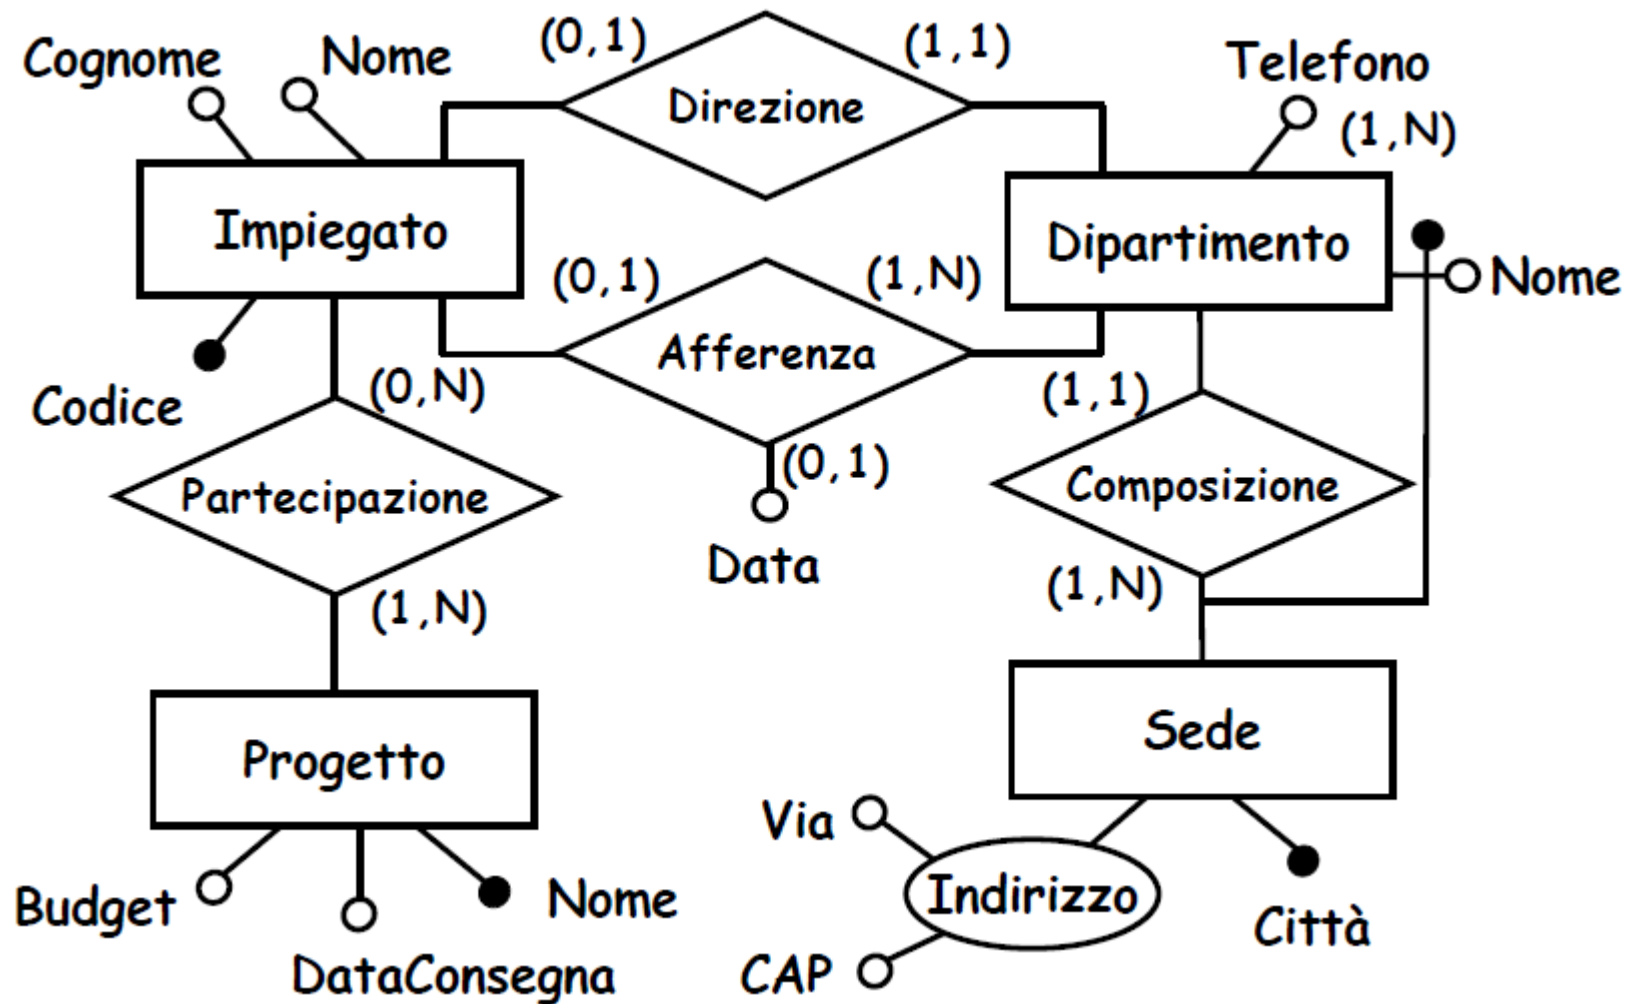 Cognome
Nome
(0,1)
Direzione
(1,1)
Telefono
(1,N)
Impiegato
Dipartimento
Nome
(0,1)
Afferenza
(1,N)
Codice
(0,N)
(0,1)
Data
(1,1)
Partecipazione
Composizione
(1,N)
(1,N)
Progetto
Sede
Budget
DataConsegna
Nome
Via
Indirizzo
CAP
Città